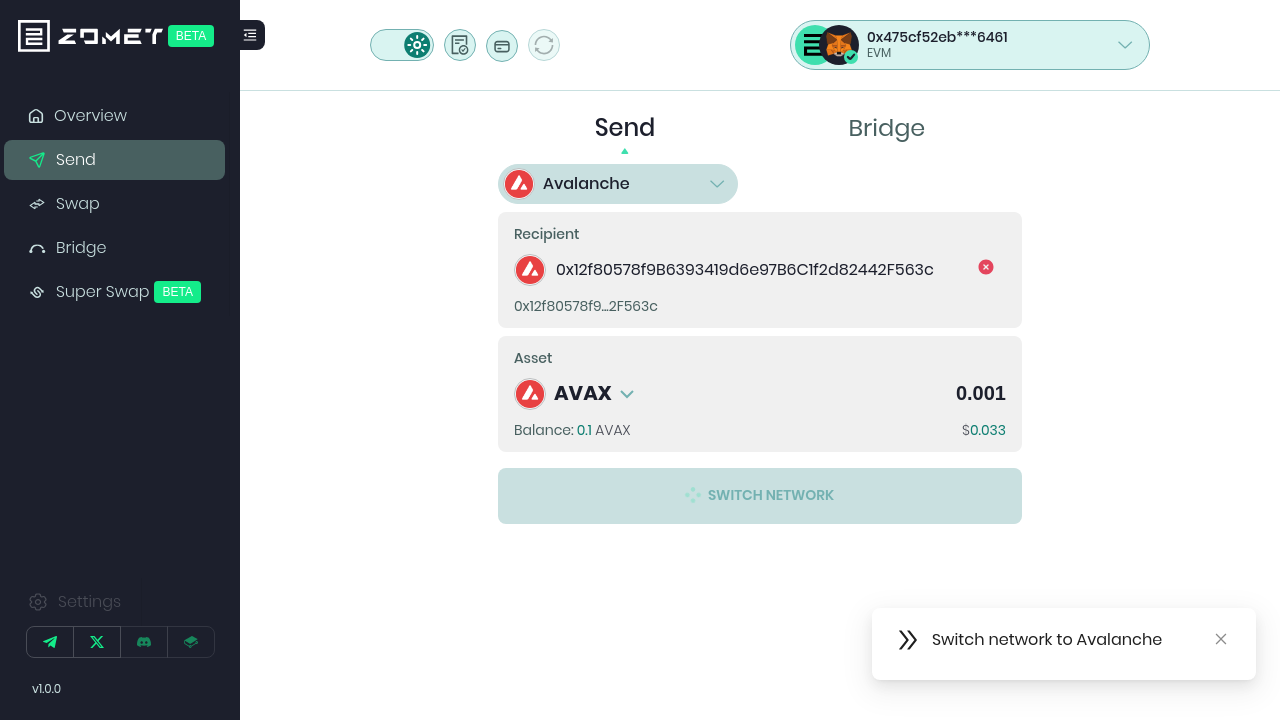 ZOMET BETA
0x475cf52eb***6461
EVM
Overview
Send
Swap
Bridge
Super Swap BETA
Settings
v1.0.0
Send
Bridge
Avalanche
Recipient
0x12f80578f9B6393419d6e97B6C1f2d82442F563c
0x12f80578f9...2F563c
Asset
AVAX
0.001
Balance: 0.1 AVAX
$0.033
SWITCH NETWORK
Switch network to Avalanche